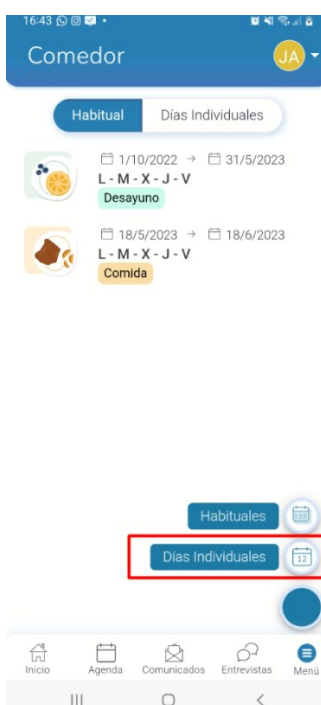 16:43
Comedor
JA
Habitual
Días Individuales
1/10/2022 → 31/5/2023
L - M - X - J - V
Desayuno
18/5/2023 → 18/6/2023
L - M - X - J - V
Comida
Habituales
Días Individuales
12
Inicio
Agenda
Comunicados
Entrevistas
Menú